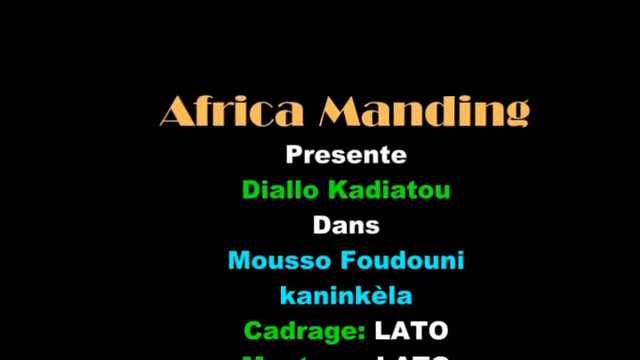 Africa Manding
Presente
Diallo Kadiatou
Dans
Mousso Foudouni
kaninkèla
Cadrage: LATO